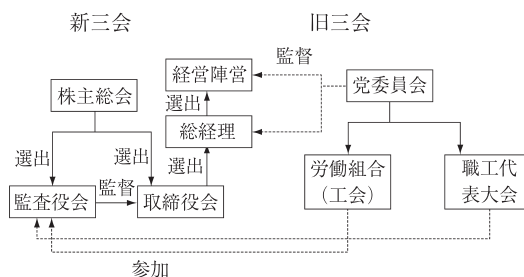 新三会
旧三会
経営陣営
監督
株主総会
選出
党委員会
総経理
選出
選出
選出
監査役会
監督
取締役会
労働組合
(工会)
職工代
表大会
参加